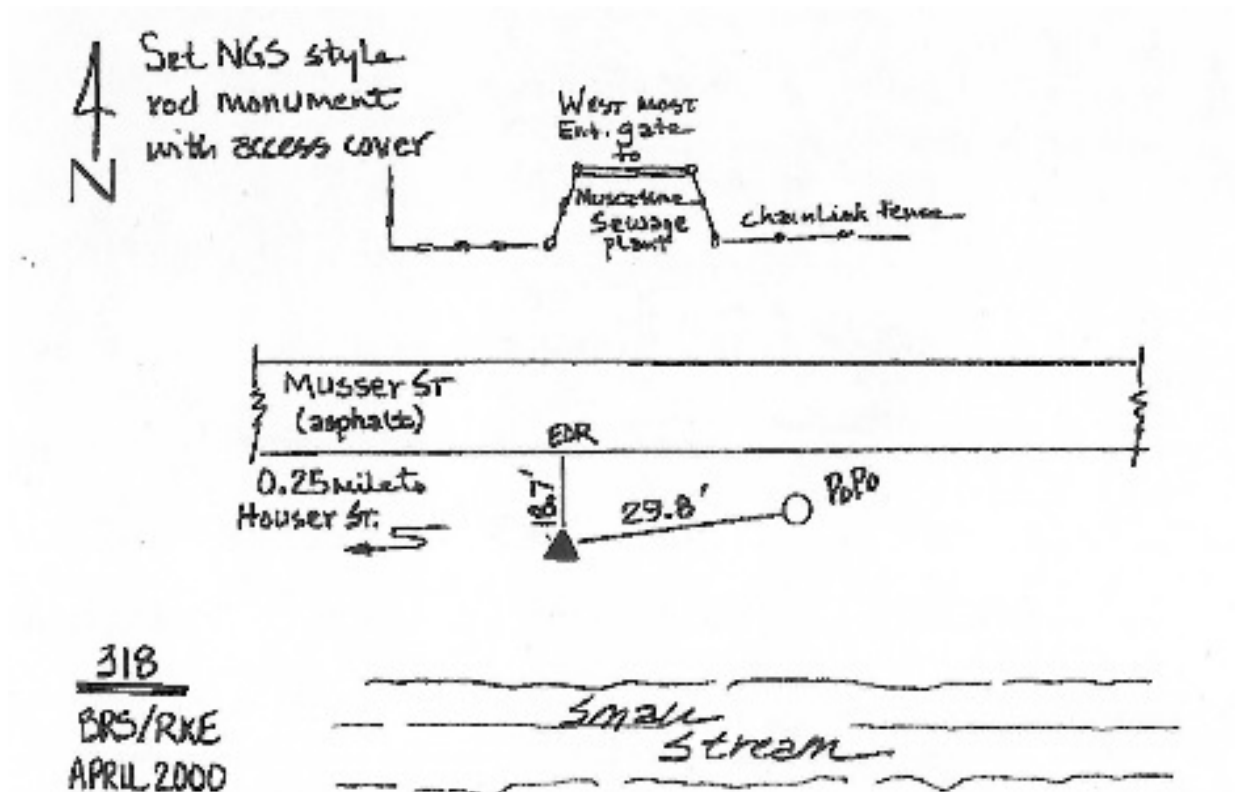 Set NGS style
rod monument
with access cover
N
West most
Ent. gate
to
Muscatine
Sewage
plant
chainlink fence
Musser St
(asphalt)
EDR
0.25 mile to
Houser St.
18.7'
29.8'
PoPo
318
BRS/RKE
APRIL 2000
Small
Stream